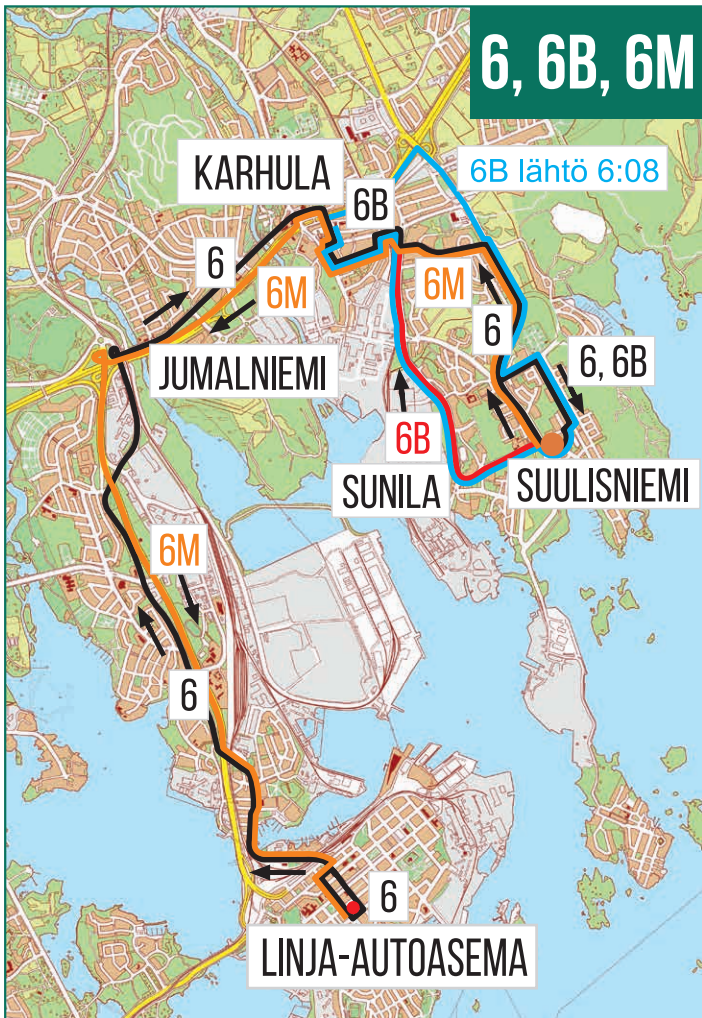 6, 6B, 6M
6B lähtö 6:08
KARHULA
6B
6
6M
6M
6
6, 6B
JUMALNIEMI
6B
SUNILA
SUULISNIEMI
6M
6
6
LINJA-AUTOASEMA